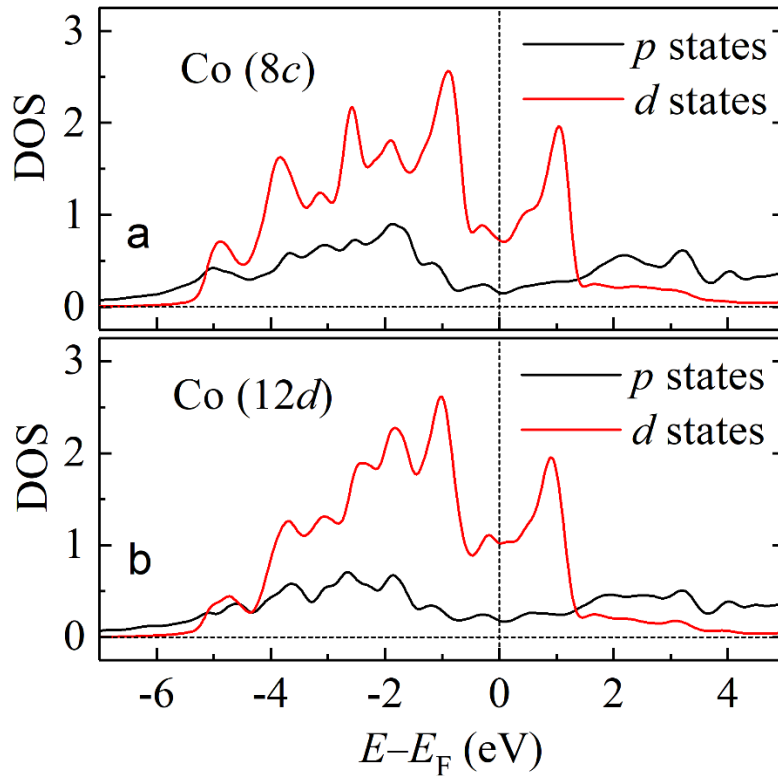 3
Co (8c)
p states
d states
2
DOS
1
a
0
3
Co (12d)
p states
d states
2
DOS
1
b
0
-6 -4 -2 0 2 4
E–E_F (eV)